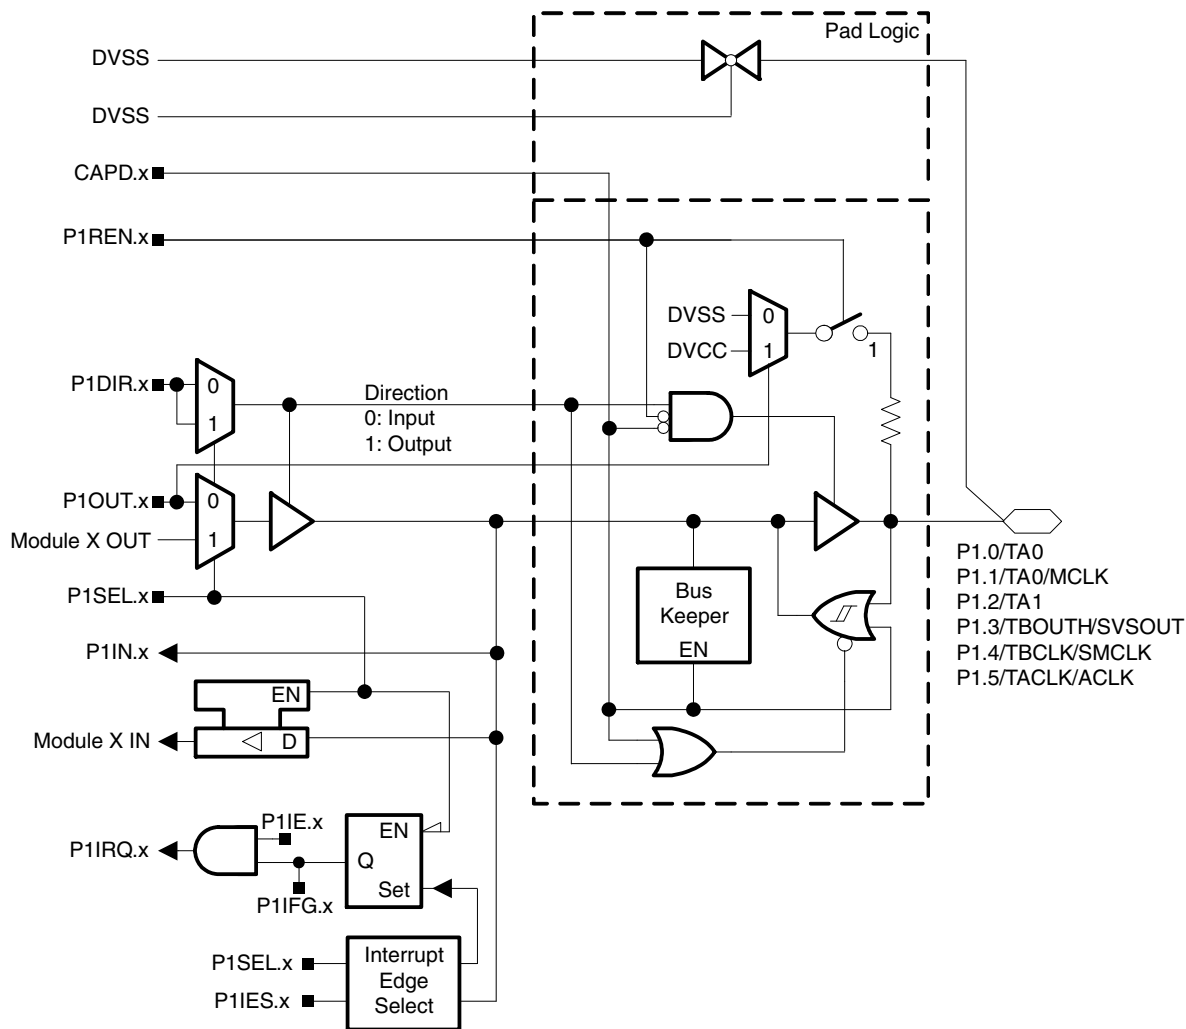 Pad Logic
DVSS
DVSS
CAPD.x
P1REN.x
DVSS
0
DVCC
1
1
P1DIR.x
0
1
Direction
0: Input
1: Output
P1OUT.x
0
Module X OUT
1
P1SEL.x
Bus
Keeper
EN
P1.0/TA0
P1.1/TA0/MCLK
P1.2/TA1
P1.3/TBOUTH/SVSOUT
P1.4/TBCLK/SMCLK
P1.5/TACLK/ACLK
P1IN.x
EN
Module X IN
D
P1IE.x
P1IRQ.x
EN
Q
Set
P1IFG.x
P1SEL.x
P1IES.x
Interrupt
Edge
Select